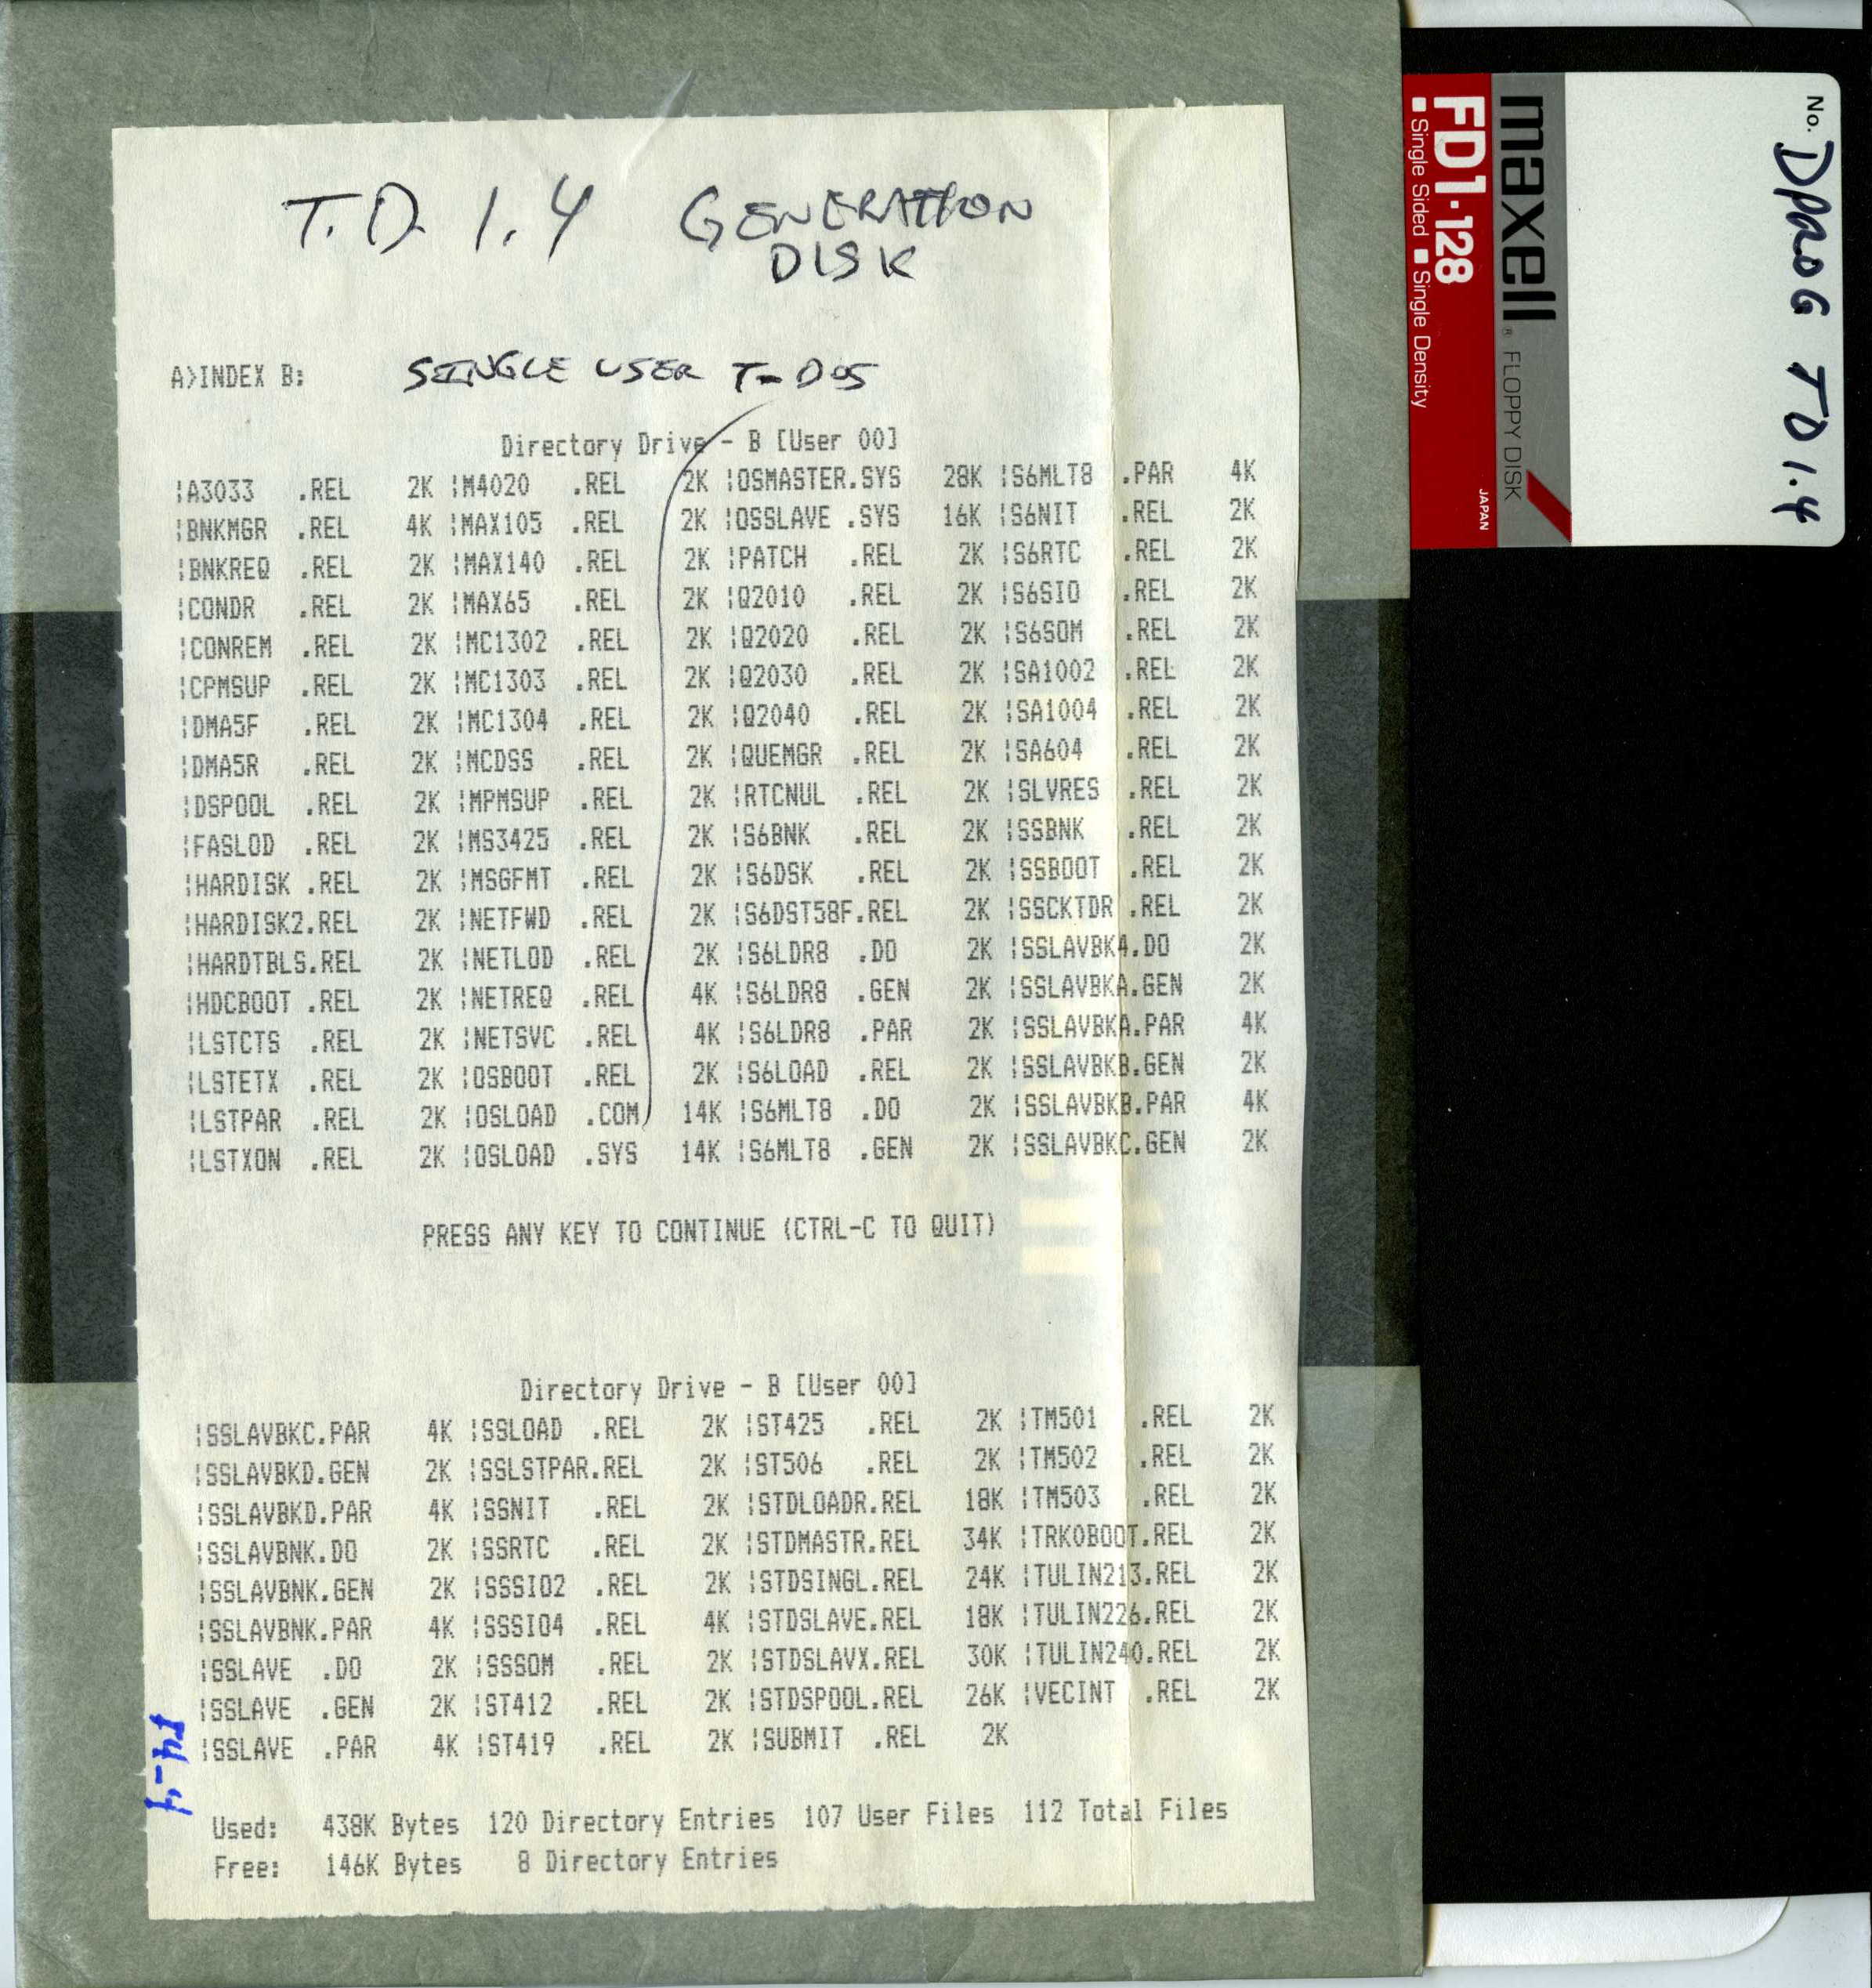 T.D. 1.4 GENERATION
DISK
A>INDEX B: SINGLE USER T-DOS
Directory Drive - B [User 00]
|A3033 .REL 2K |M4020 .REL 2K |OSMASTER.SYS 28K |S6MLT8 .PAR 4K
|BNKMGR .REL 4K |MAX105 .REL 2K |OSSLAVE .SYS 16K |S6NIT .REL 2K
|BNKREQ .REL 2K |MAX140 .REL 2K |PATCH .REL 2K |S6RTC .REL 2K
|CONDR .REL 2K |MAX65 .REL 2K |Q2010 .REL 2K |S6SIO .REL 2K
|CONREM .REL 2K |MC1302 .REL 2K |Q2020 .REL 2K |S6SOM .REL 2K
|CPMSUP .REL 2K |MC1303 .REL 2K |Q2030 .REL 2K |SA1002 .REL 2K
|DMA5F .REL 2K |MC1304 .REL 2K |Q2040 .REL 2K |SA1004 .REL 2K
|DMA5R .REL 2K |MCDSS .REL 2K |QUEMGR .REL 2K |SA604 .REL 2K
|DSPOOL .REL 2K |MPMSUP .REL 2K |RTCNUL .REL 2K |SLVRES .REL 2K
|FASLOD .REL 2K |MS3425 .REL 2K |S6BNK .REL 2K |SSBNK .REL 2K
|HARDISK .REL 2K |MSGFMT .REL 2K |S6DSK .REL 2K |SSBOOT .REL 2K
|HARDISK2.REL 2K |NETFWD .REL 2K |S6DST58F.REL 2K |SSCKTDR .REL 2K
|HARDTBLS.REL 2K |NETLOD .REL 2K |S6LDR8 .DO 2K |SSLAVBK4.DO 2K
|HDCBOOT .REL 2K |NETREQ .REL 4K |S6LDR8 .GEN 2K |SSLAVBKA.GEN 2K
|LSTCTS .REL 2K |NETSVC .REL 4K |S6LDR8 .PAR 2K |SSLAVBKA.PAR 4K
|LSTETX .REL 2K |OSBOOT .REL 2K |S6LOAD .REL 2K |SSLAVBKB.GEN 2K
|LSTPAR .REL 2K |OSLOAD .COM 14K |S6MLT8 .DO 2K |SSLAVBKB.PAR 4K
|LSTXON .REL 2K |OSLOAD .SYS 14K |S6MLT8 .GEN 2K |SSLAVBKC.GEN 2K
PRESS ANY KEY TO CONTINUE (CTRL-C TO QUIT)
Directory Drive - B [User 00]
|SSLAVBKC.PAR 4K |SSLOAD .REL 2K |ST425 .REL 2K |TM501 .REL 2K
|SSLAVBKD.GEN 2K |SSLSTPAR.REL 2K |ST506 .REL 2K |TM502 .REL 2K
|SSLAVBKD.PAR 4K |SSNIT .REL 2K |STDLOADR.REL 18K |TM503 .REL 2K
|SSLAVBNK.DO 2K |SSRTC .REL 2K |STDMASTR.REL 34K |TRKOBOOT.REL 2K
|SSLAVBNK.GEN 2K |SSSIO2 .REL 2K |STDSINGL.REL 24K |TULIN213.REL 2K
|SSLAVBNK.PAR 4K |SSSIO4 .REL 4K |STDSLAVE.REL 18K |TULIN226.REL 2K
|SSLAVE .DO 2K |SSSOM .REL 2K |STDSLAVX.REL 30K |TULIN240.REL 2K
|SSLAVE .GEN 2K |ST412 .REL 2K |STDSPOOL.REL 26K |VECINT .REL 2K
|SSLAVE .PAR 4K |ST419 .REL 2K |SUBMIT .REL 2K
Used: 438K Bytes 120 Directory Entries 107 User Files 112 Total Files
Free: 146K Bytes 8 Directory Entries
No. DPROG TD 1.4
maxell® FLOPPY DISK
FD1·128
JAPAN
■ Single Sided ■ Single Density